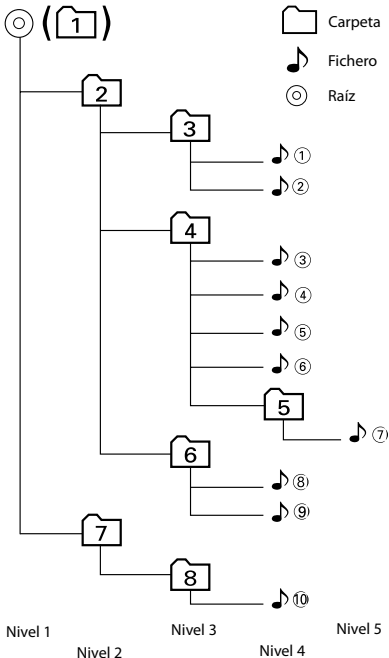 (1)
Carpeta
2
Fichero
Raíz
3
①
②
4
③
④
⑤
⑥
5
⑦
6
⑧
⑨
7
8
⑩
Nivel 1
Nivel 2
Nivel 3
Nivel 4
Nivel 5